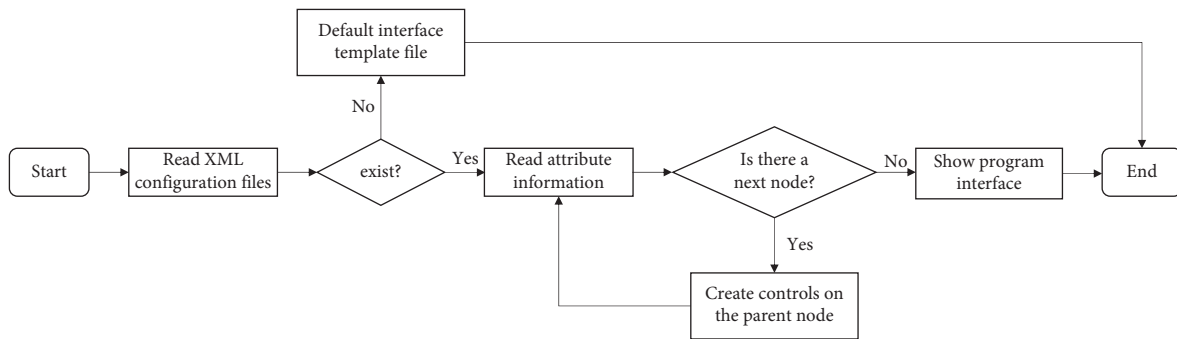 Default interface
template file
No
Start
Read XML
configuration files
exist?
Yes
Read attribute
information
Is there a
next node?
No
Show program
interface
End
Yes
Create controls on
the parent node